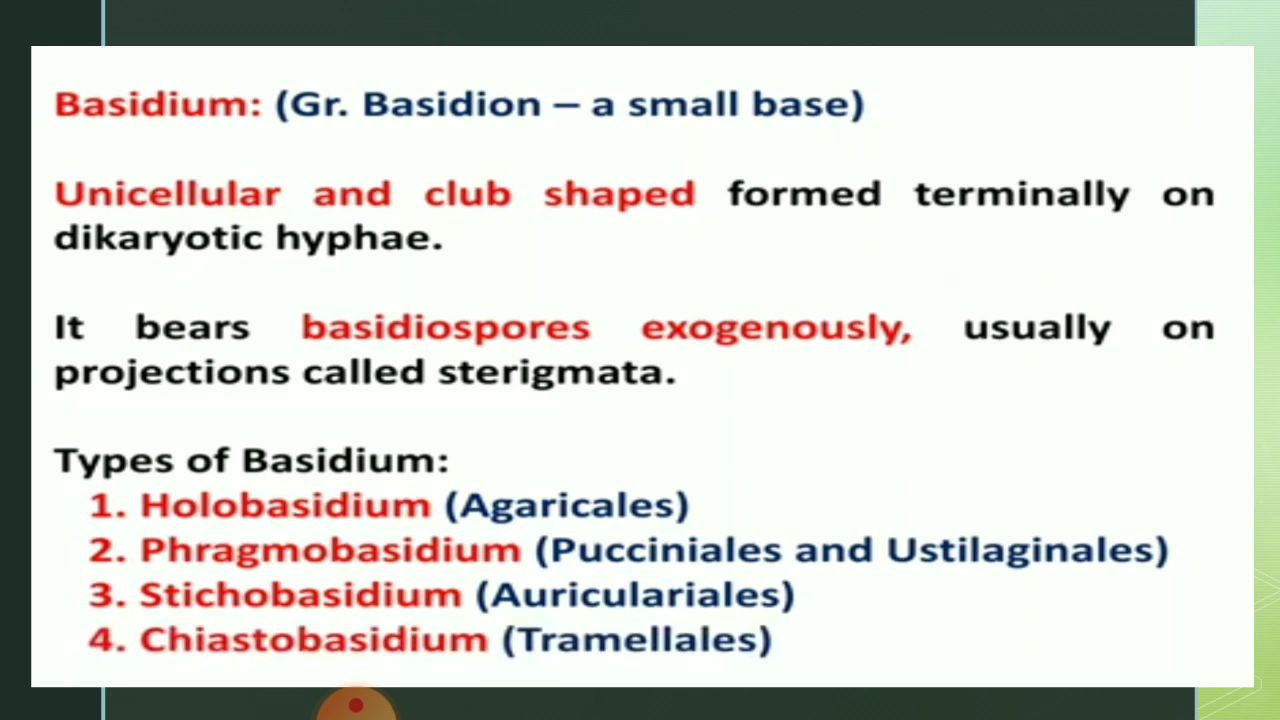 Basidium: (Gr. Basidion – a small base)
Unicellular and club shaped formed terminally on
dikaryotic hyphae.
It bears basidiospores exogenously, usually on
projections called sterigmata.
Types of Basidium:
1. Holobasidium (Agaricales)
2. Phragmobasidium (Pucciniales and Ustilaginales)
3. Stichobasidium (Auriculariales)
4. Chiastobasidium (Tramellales)